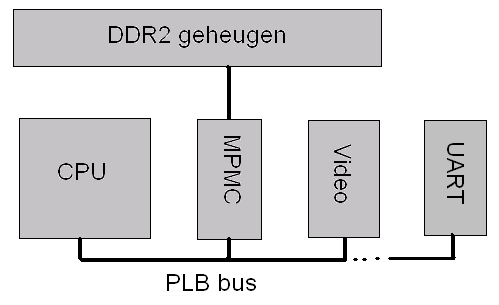 DDR2 geheugen
CPU
MPMC
Video
UART
PLB bus